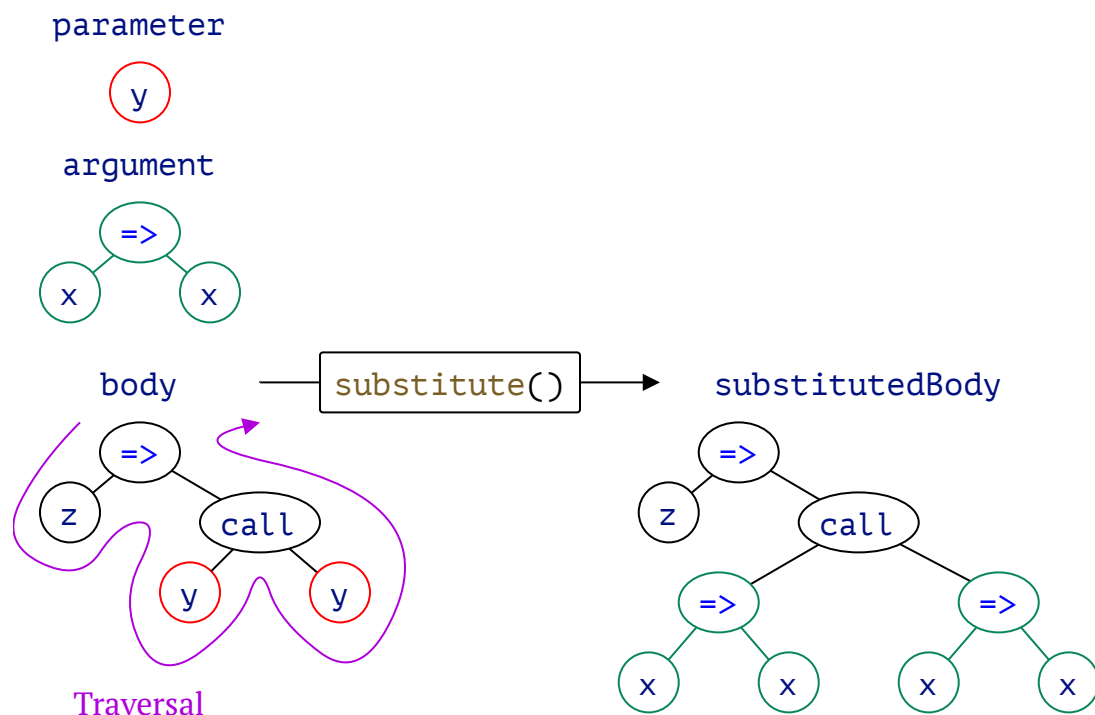 parameter
y
argument
=>
x x
body substitute() substitutedBody
=> =>
z z
call call
y y => =>
x x x x
Traversal